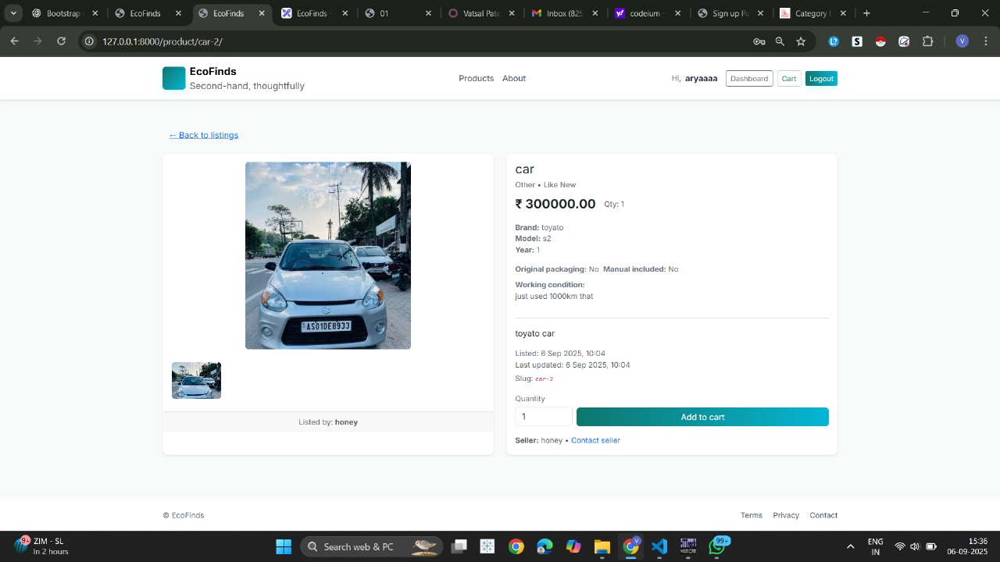 Bootstrap
EcoFinds
EcoFinds
EcoFinds -
01
Vatsal Pate
Inbox (825
codeium -
Sign up Pa
Category L
127.0.0.1:8000/product/car-2/
V
EcoFinds
Second-hand, thoughtfully
Products
About
Hi, aryaaaa
Dashboard
Cart
Logout
← Back to listings
AS01DE8933
Listed by: honey
car
Other • Like New
₹ 300000.00 Qty: 1
Brand: toyato
Model: s2
Year: 1
Original packaging: No Manual included: No
Working condition:
just used 1000km that
toyato car
Listed: 6 Sep 2025, 10:04
Last updated: 6 Sep 2025, 10:04
Slug: car-2
Quantity
1
Add to cart
Seller: honey • Contact seller
© EcoFinds
Terms
Privacy
Contact
9+
ZIM - SL
In 2 hours
Search web & PC
V
99+
ENG
IN
15:36
06-09-2025